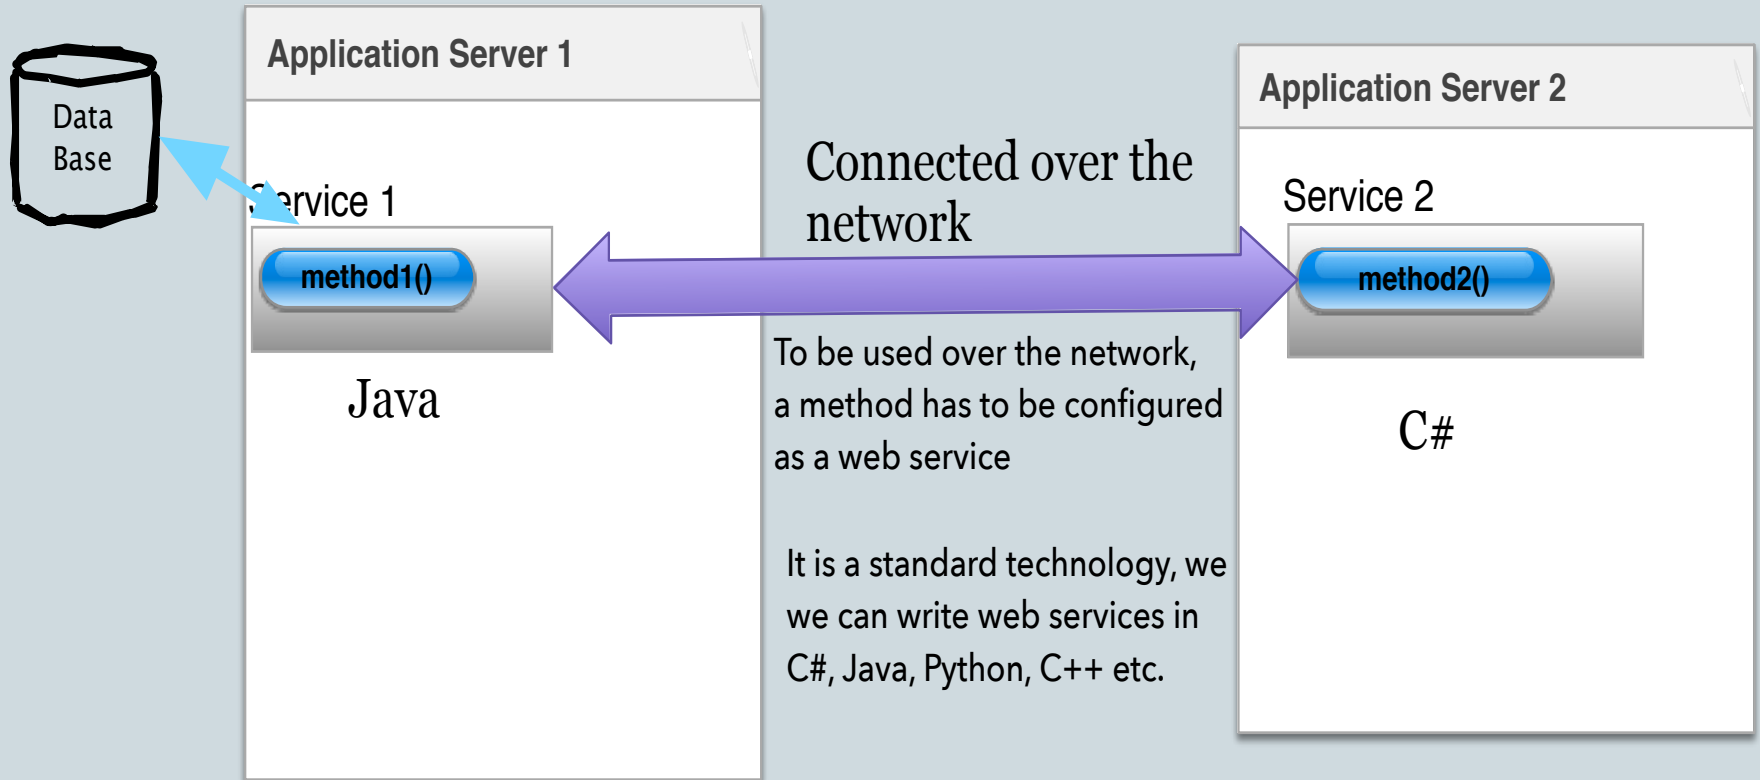 Data
Base
Application Server 1
Service 1
method1()
Java
Connected over the
network
To be used over the network,
a method has to be configured
as a web service
It is a standard technology, we
we can write web services in
C#, Java, Python, C++ etc.
Application Server 2
Service 2
method2()
C#